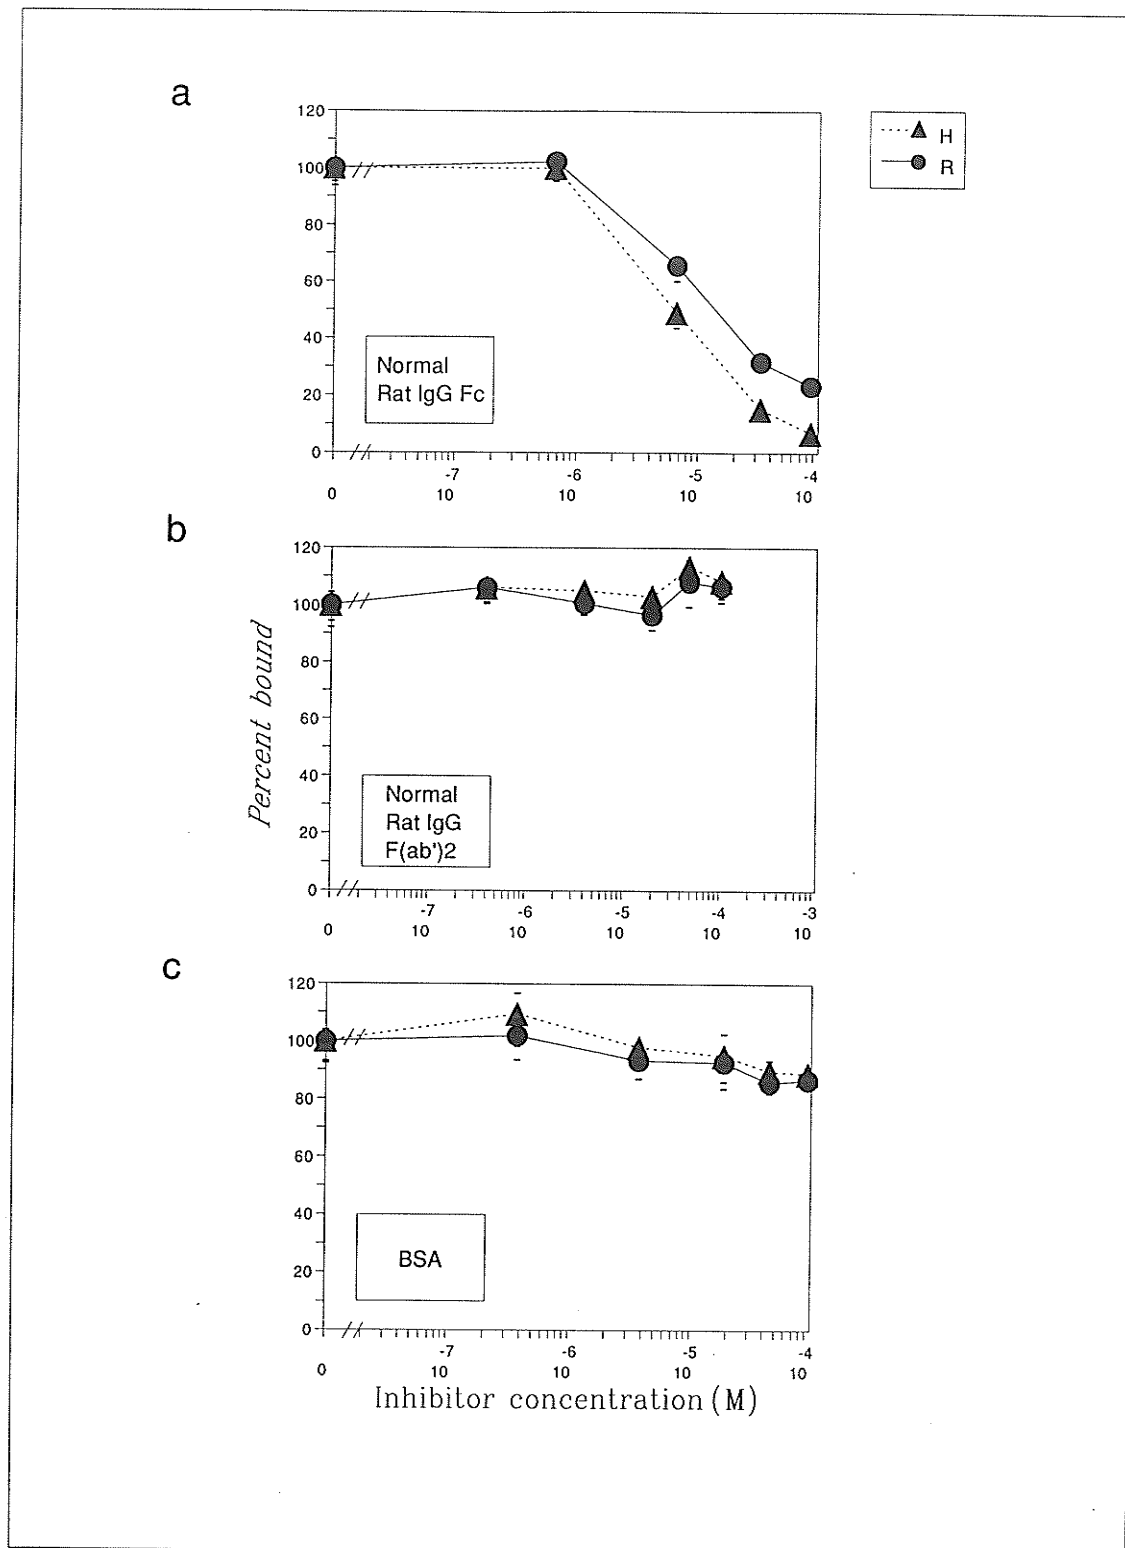 a
120
100
80
60
40
20
0
Normal
Rat IgG Fc
-7 -6 -5 -4
0 10 10 10 10
H
R
b
120
100
80
60
40
20
0
Normal
Rat IgG
F(ab')2
-7 -6 -5 -4 -3
0 10 10 10 10 10
Percent bound
c
120
100
80
60
40
20
0
BSA
-7 -6 -5 -4
0 10 10 10 10
Inhibitor concentration (M)